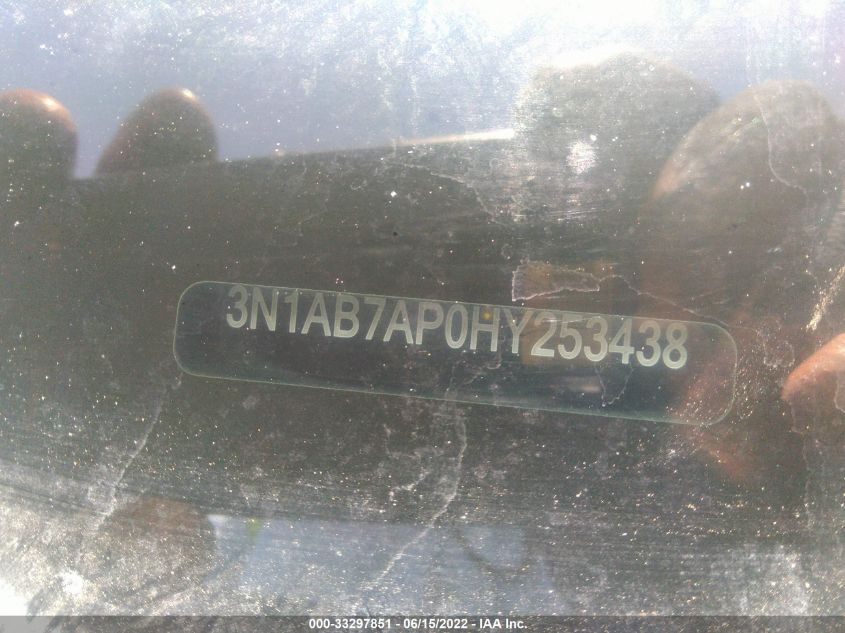 3N1AB7AP0HY253438
000-33297851 - 06/15/2022 - IAA Inc.